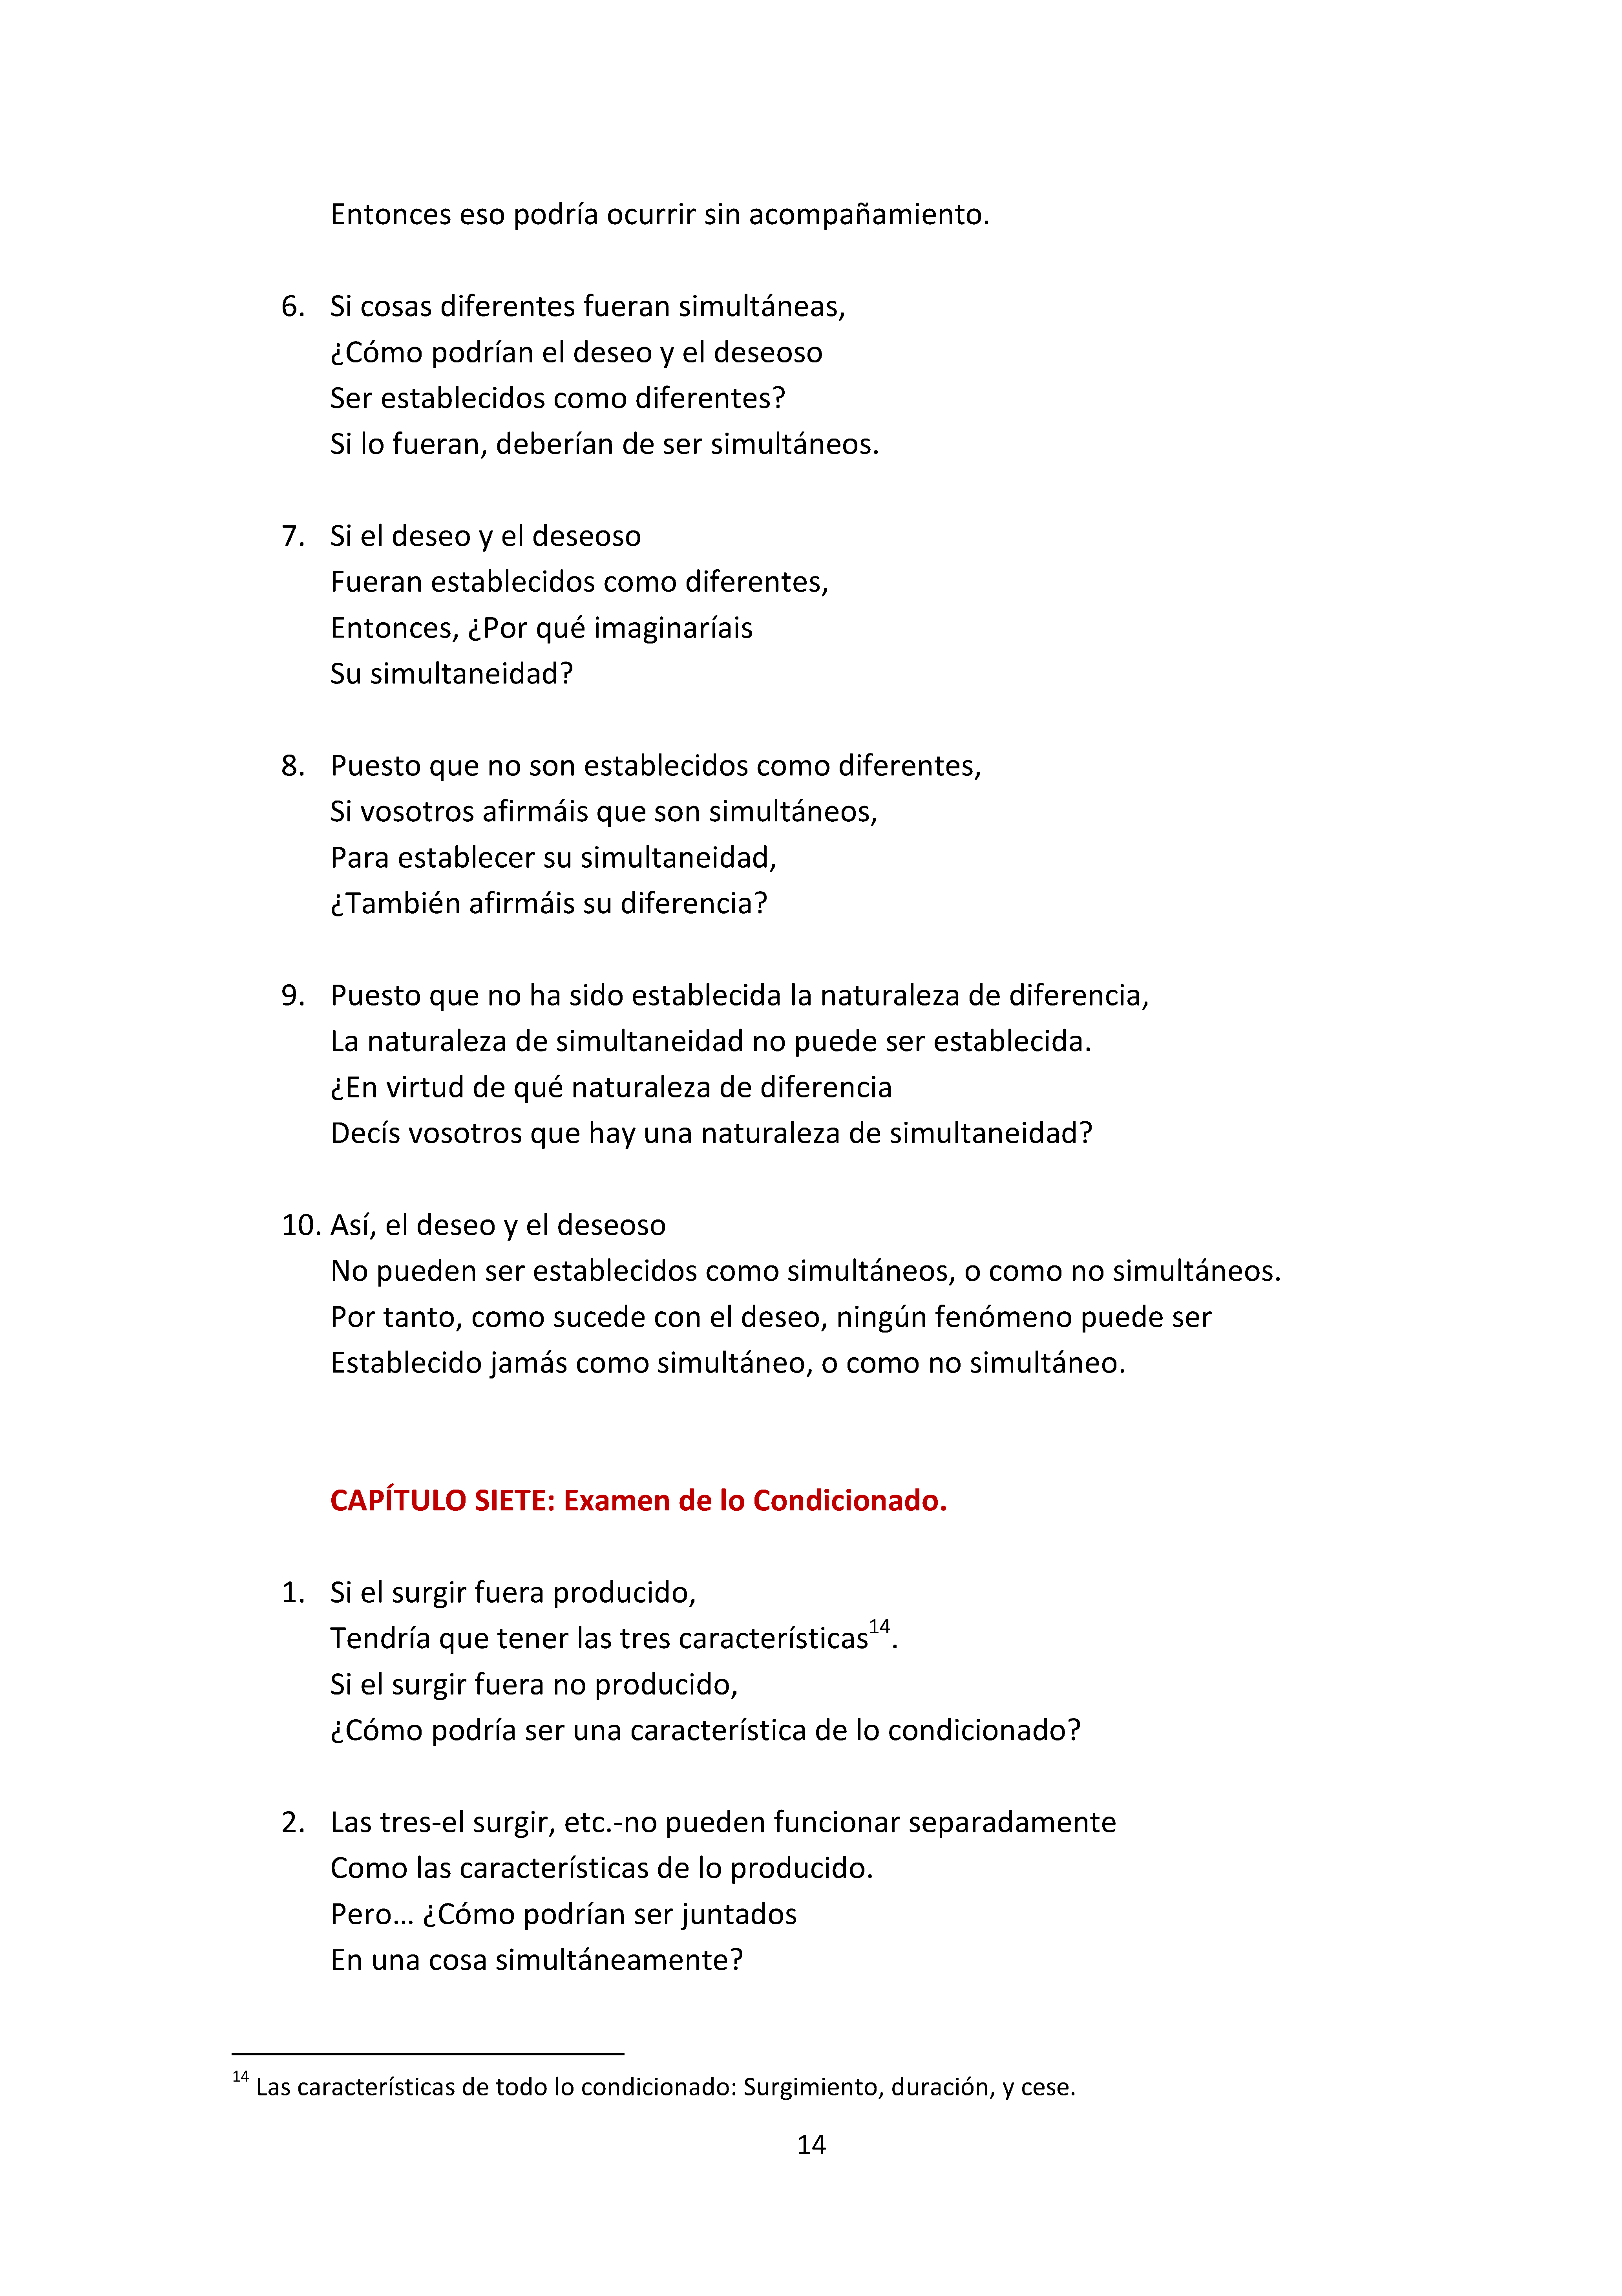 Entonces eso podría ocurrir sin acompañamiento.
6. Si cosas diferentes fueran simultáneas,
¿Cómo podrían el deseo y el deseoso
Ser establecidos como diferentes?
Si lo fueran, deberían de ser simultáneos.
7. Si el deseo y el deseoso
Fueran establecidos como diferentes,
Entonces, ¿Por qué imaginaríais
Su simultaneidad?
8. Puesto que no son establecidos como diferentes,
Si vosotros afirmáis que son simultáneos,
Para establecer su simultaneidad,
¿También afirmáis su diferencia?
9. Puesto que no ha sido establecida la naturaleza de diferencia,
La naturaleza de simultaneidad no puede ser establecida.
¿En virtud de qué naturaleza de diferencia
Decís vosotros que hay una naturaleza de simultaneidad?
10. Así, el deseo y el deseoso
No pueden ser establecidos como simultáneos, o como no simultáneos.
Por tanto, como sucede con el deseo, ningún fenómeno puede ser
Establecido jamás como simultáneo, o como no simultáneo.
CAPÍTULO SIETE: Examen de lo Condicionado.
1. Si el surgir fuera producido,
Tendría que tener las tres características14.
Si el surgir fuera no producido,
¿Cómo podría ser una característica de lo condicionado?
2. Las tres-el surgir, etc.-no pueden funcionar separadamente
Como las características de lo producido.
Pero… ¿Cómo podrían ser juntados
En una cosa simultáneamente?
14 Las características de todo lo condicionado: Surgimiento, duración, y cese.
14